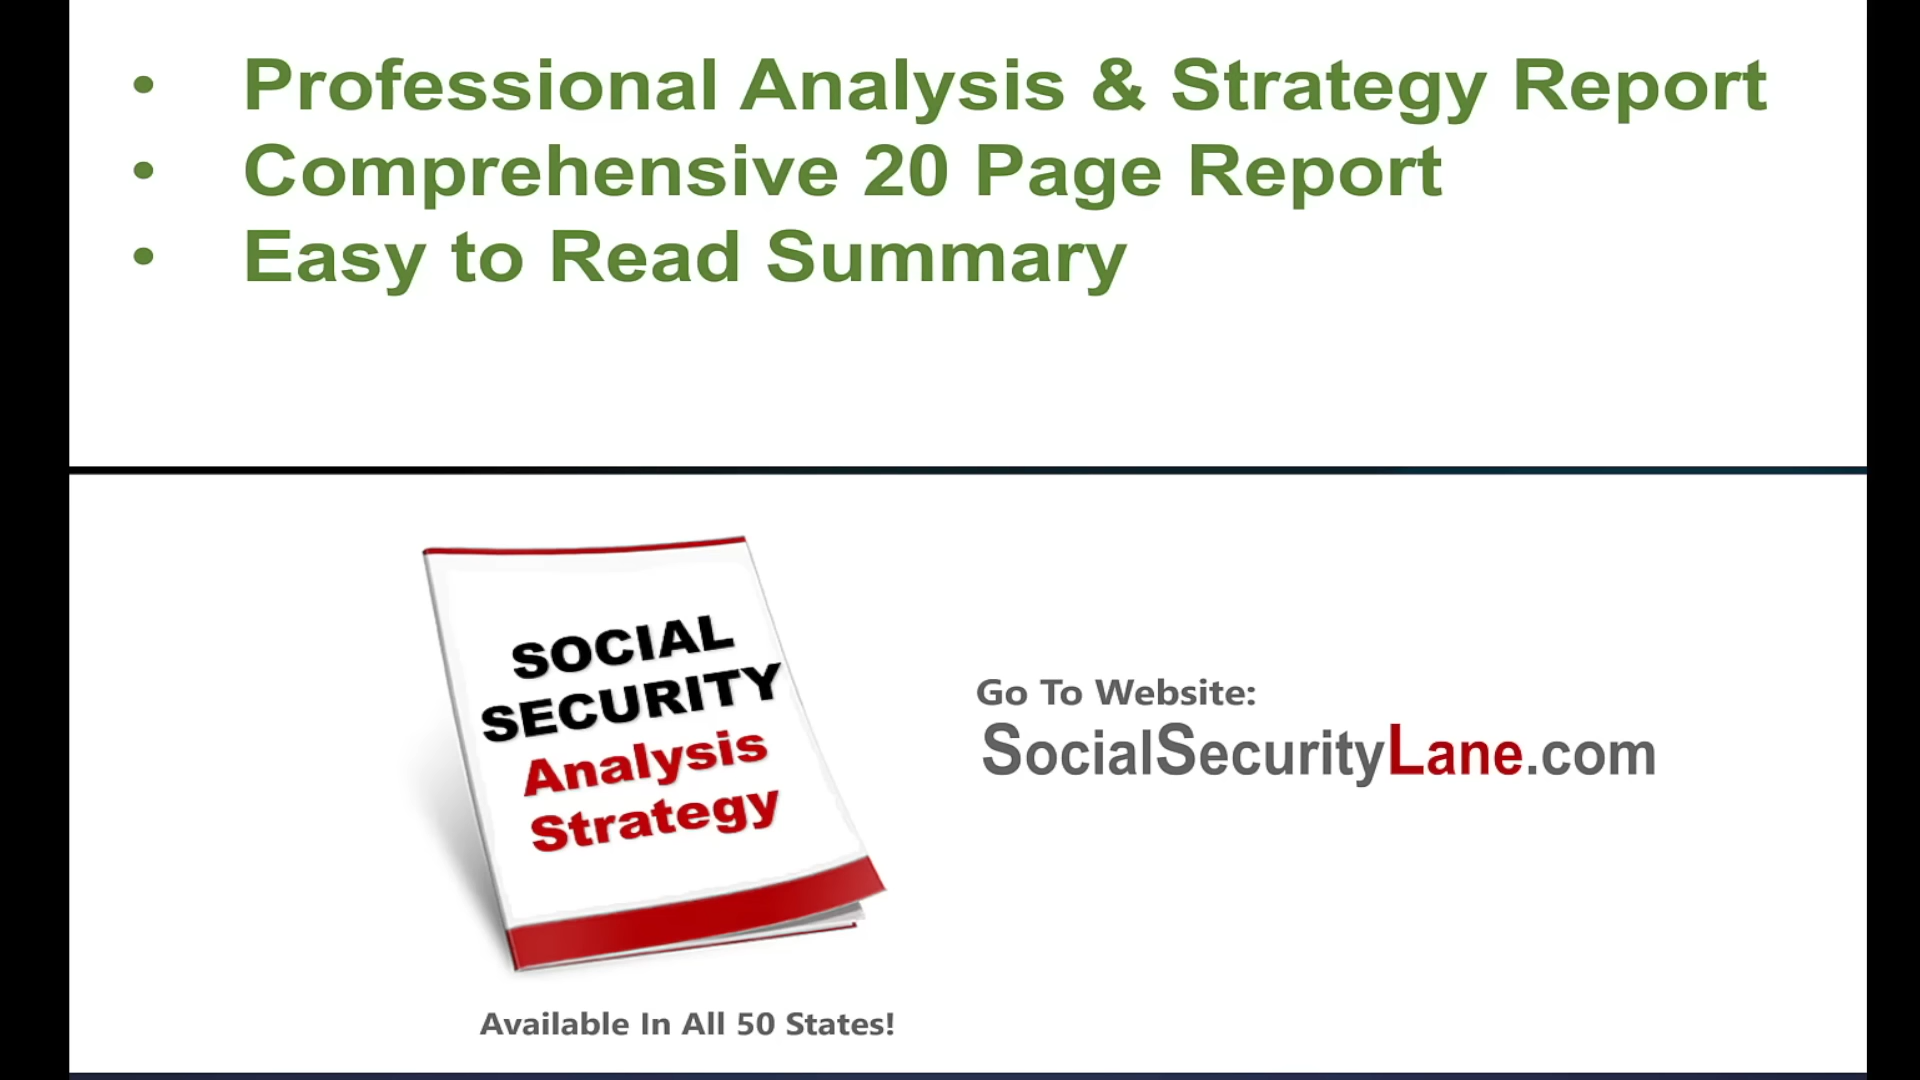 • Professional Analysis & Strategy Report
• Comprehensive 20 Page Report
• Easy to Read Summary
SOCIAL
SECURITY
Analysis
Strategy
Go To Website:
SocialSecurityLane.com
Available In All 50 States!